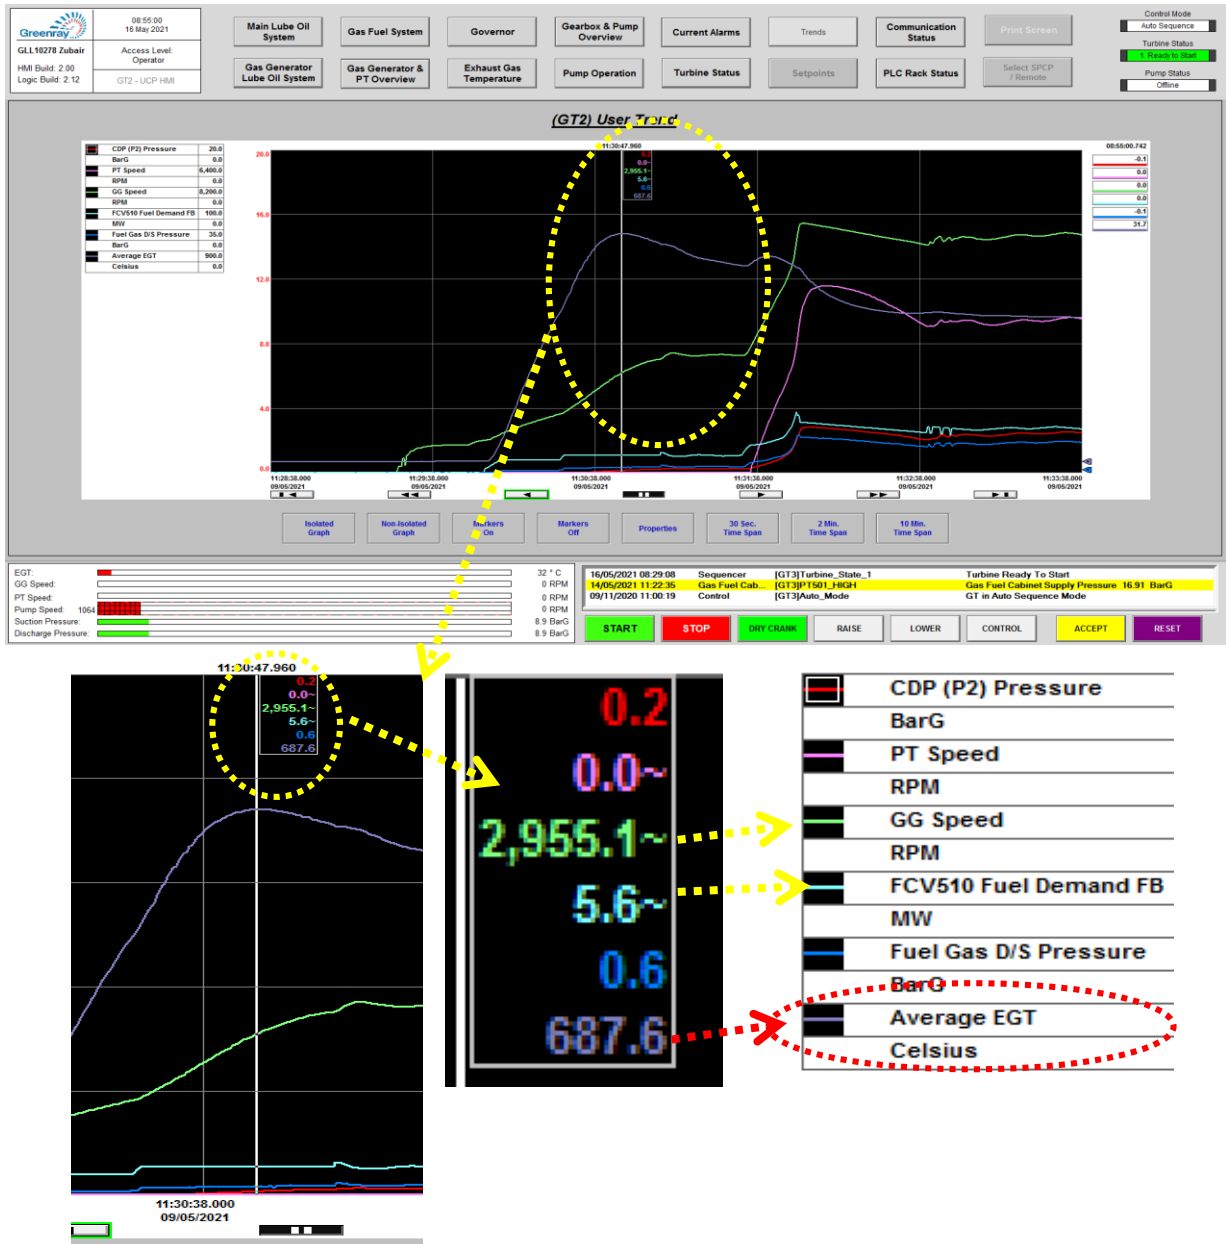 Greenray
GLL10278 Zubair
HMI Build: 2.00
Logic Build: 2.12
08:55:00
16 May 2021
Access Level:
Operator
GT2 - UCP HMI
Main Lube Oil
System
Gas Fuel System
Governor
Gearbox & Pump
Overview
Current Alarms
Trends
Communication
Status
Print Screen
Gas Generator
Lube Oil System
Gas Generator &
PT Overview
Exhaust Gas
Temperature
Pump Operation
Turbine Status
Setpoints
PLC Rack Status
Select SPCP
/ Remote
Control Mode
Auto Sequence
Turbine Status
1. Ready to Start
Pump Status
Offline
(GT2) User Trend
CDP (P2) Pressure 20.0
BarG 0.0
PT Speed 6,400.0
RPM 0.0
GG Speed 8,200.0
RPM 0.0
FCV510 Fuel Demand FB 100.0
MW 0.0
Fuel Gas D/S Pressure 35.0
BarG 0.0
Average EGT 900.0
Celsius 0.0
20.0
16.0
12.0
8.0
4.0
0.0
11:30:47.960
0.2
0.0~
2,955.1~
5.6~
0.6
687.6
08:55:00.742
-0.1
0.0
0.0
0.0
-0.1
31.7
11:28:38.000
09/05/2021
11:29:38.000
09/05/2021
11:30:38.000
09/05/2021
11:31:38.000
09/05/2021
11:32:38.000
09/05/2021
11:33:38.000
09/05/2021
Isolated
Graph
Non-Isolated
Graph
Markers
On
Markers
Off
Properties
30 Sec.
Time Span
2 Min.
Time Span
10 Min.
Time Span
EGT: 32 ° C
GG Speed: 0 RPM
PT Speed: 0 RPM
Pump Speed: 1064 0 RPM
Suction Pressure: 8.9 BarG
Discharge Pressure: 8.9 BarG
16/05/2021 08:29:08 Sequencer [GT3]Turbine_State_1 Turbine Ready To Start
14/05/2021 11:22:35 Gas Fuel Cab... [GT3]PT501_HIGH Gas Fuel Cabinet Supply Pressure 16.91 BarG
09/11/2020 11:00:19 Control [GT3]Auto_Mode GT in Auto Sequence Mode
START
STOP
DRY CRANK
RAISE
LOWER
CONTROL
ACCEPT
RESET
11:30:47.960
0.2
0.0~
2,955.1~
5.6~
0.6
687.6
11:30:38.000
09/05/2021
0.2
0.0~
2,955.1~
5.6~
0.6
687.6
CDP (P2) Pressure
BarG
PT Speed
RPM
GG Speed
RPM
FCV510 Fuel Demand FB
MW
Fuel Gas D/S Pressure
BarG
Average EGT
Celsius